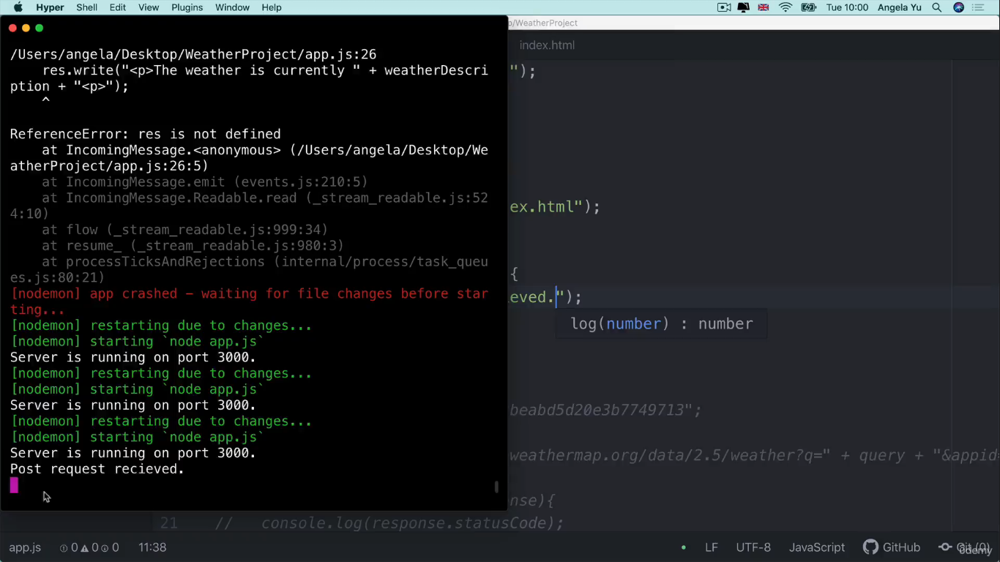 Hyper Shell Edit View Plugins Window Help Tue 10:00 Angela Yu
p/WeatherProject
index.html
/Users/angela/Desktop/WeatherProject/app.js:26
res.write("<p>The weather is currently " + weatherDescri
ption + "<p>");
^
ReferenceError: res is not defined
at IncomingMessage.<anonymous> (/Users/angela/Desktop/We
atherProject/app.js:26:5)
at IncomingMessage.emit (events.js:210:5)
at IncomingMessage.Readable.read (_stream_readable.js:52
4:10)
at flow (_stream_readable.js:999:34)
at resume_ (_stream_readable.js:980:3)
at processTicksAndRejections (internal/process/task_queu
es.js:80:21)
[nodemon] app crashed - waiting for file changes before star
ting...
[nodemon] restarting due to changes...
[nodemon] starting `node app.js`
Server is running on port 3000.
[nodemon] restarting due to changes...
[nodemon] starting `node app.js`
Server is running on port 3000.
[nodemon] restarting due to changes...
[nodemon] starting `node app.js`
Server is running on port 3000.
Post request recieved.
");
ex.html");
{
eved.");
log(number) : number
beabd5d20e3b7749713";
weathermap.org/data/2.5/weather?q=" + query + "&appid=
nse){
21 // console.log(response.statusCode);
app.js 0 0 0 11:38 LF UTF-8 JavaScript GitHub Git (0)
ûdemy